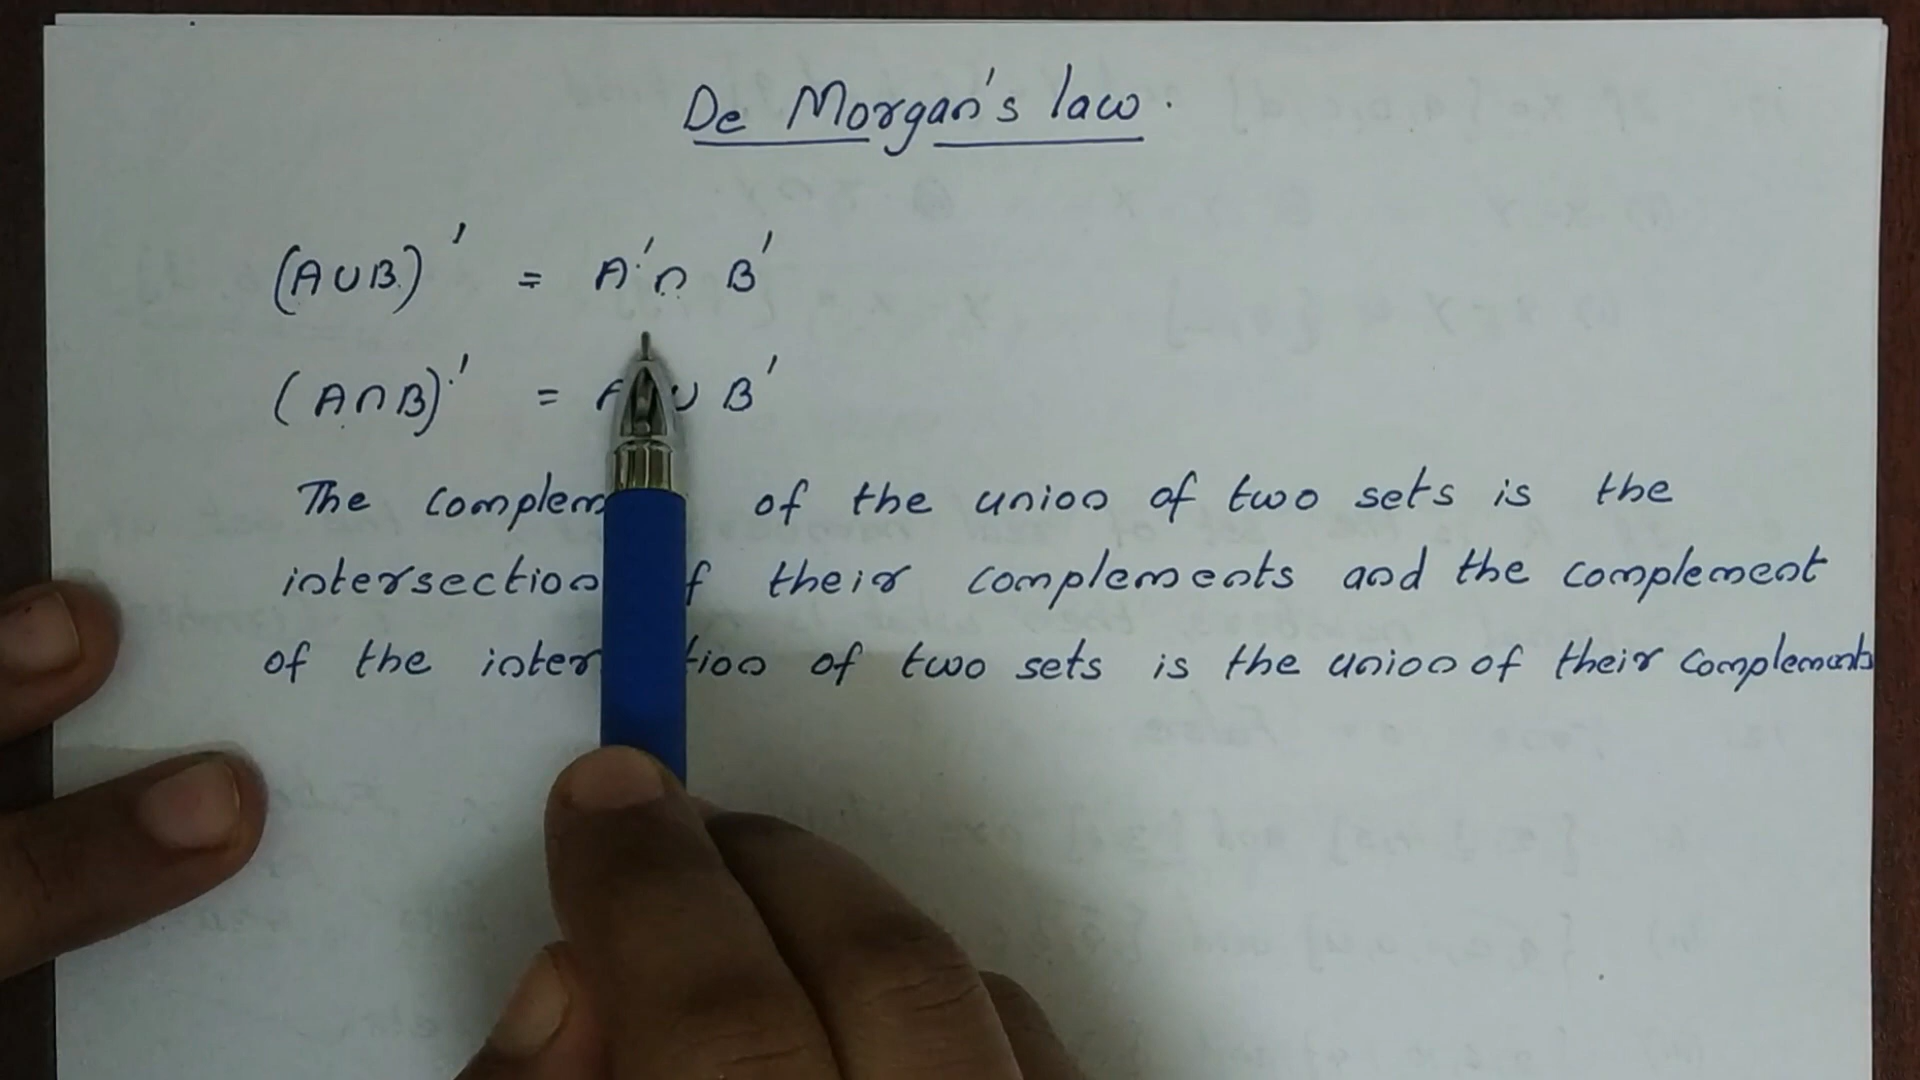 De Morgan's law.
(A∪B)' = A'∩ B'
(A∩B)' = ∪ B'
The of the union of two sets is the
intersection their complements and the complement
of the of two sets is the union of their complements